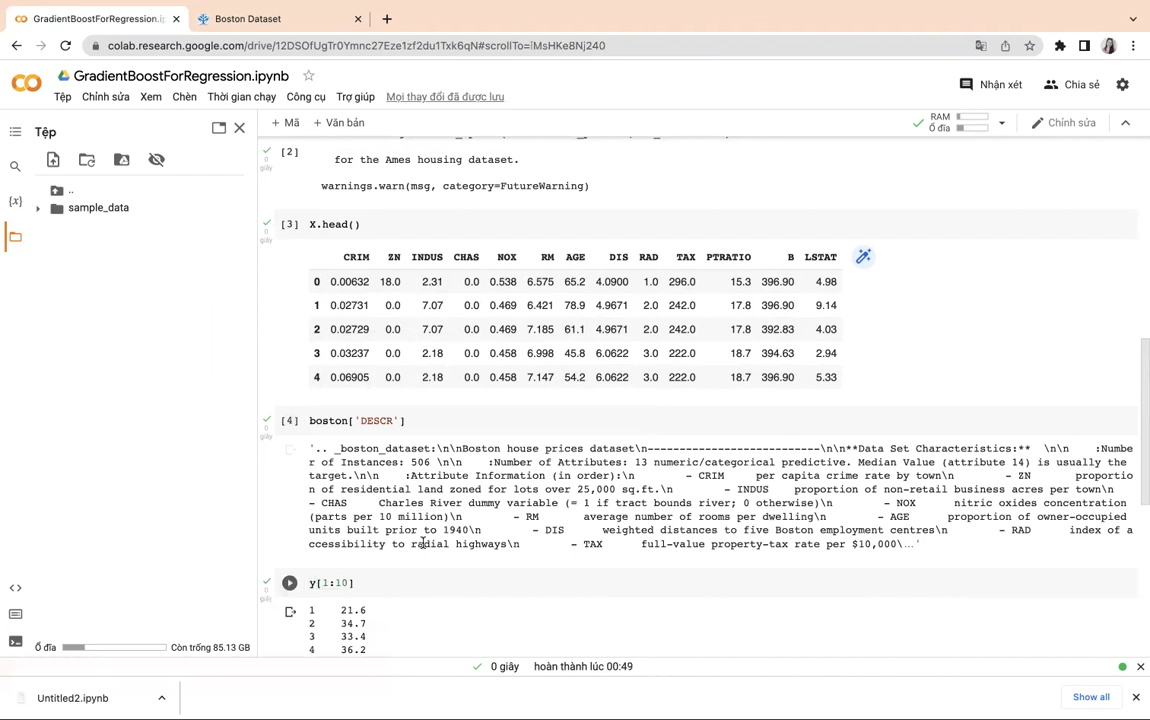 GradientBoostForRegression.ip
Boston Dataset
colab.research.google.com/drive/12DSOfUgTr0Ymnc27Eze1zf2du1Txk6qN#scrollTo=lMsHKe8Nj240
GradientBoostForRegression.ipynb
Nhận xét
Chia sẻ
Tệp Chỉnh sửa Xem Chèn Thời gian chạy Công cụ Trợ giúp Mọi thay đổi đã được lưu
Tệp
+ Mã + Văn bản
RAM
Ổ đĩa
Chỉnh sửa
..
sample_data
{x}
[2]
0
giây
for the Ames housing dataset.
warnings.warn(msg, category=FutureWarning)
[3] X.head()
0
giây
CRIM ZN INDUS CHAS NOX RM AGE DIS RAD TAX PTRATIO B LSTAT
0 0.00632 18.0 2.31 0.0 0.538 6.575 65.2 4.0900 1.0 296.0 15.3 396.90 4.98
1 0.02731 0.0 7.07 0.0 0.469 6.421 78.9 4.9671 2.0 242.0 17.8 396.90 9.14
2 0.02729 0.0 7.07 0.0 0.469 7.185 61.1 4.9671 2.0 242.0 17.8 392.83 4.03
3 0.03237 0.0 2.18 0.0 0.458 6.998 45.8 6.0622 3.0 222.0 18.7 394.63 2.94
4 0.06905 0.0 2.18 0.0 0.458 7.147 54.2 6.0622 3.0 222.0 18.7 396.90 5.33
[4] boston['DESCR']
0
giây
'.. _boston_dataset:\n\nBoston house prices dataset\n---------------------------\n\n**Data Set Characteristics:** \n\n :Numbe
r of Instances: 506 \n\n :Number of Attributes: 13 numeric/categorical predictive. Median Value (attribute 14) is usually the
target.\n\n :Attribute Information (in order):\n - CRIM per capita crime rate by town\n - ZN proportio
n of residential land zoned for lots over 25,000 sq.ft.\n - INDUS proportion of non-retail business acres per town\n
- CHAS Charles River dummy variable (= 1 if tract bounds river; 0 otherwise)\n - NOX nitric oxides concentration
(parts per 10 million)\n - RM average number of rooms per dwelling\n - AGE proportion of owner-occupied
units built prior to 1940\n - DIS weighted distances to five Boston employment centres\n - RAD index of a
ccessibility to radial highways\n - TAX full-value property-tax rate per $10,000\…'
y[1:10]
0
giây
1 21.6
2 34.7
3 33.4
4 36.2
Ổ đĩa Còn trống 85.13 GB
0 giây hoàn thành lúc 00:49
Untitled2.ipynb
Show all